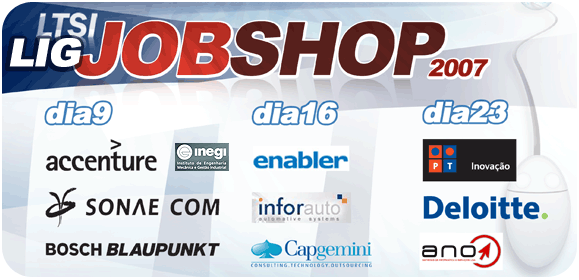 LTSI
LIG JOBSHOP 2007
dia9
accenture
inegi
Instituto de Engenharia
Mecânica e Gestão Industrial
SONAE COM
BOSCH BLAUPUNKT
dia16
enabler
inforauto
automotive systems
Capgemini
CONSULTING.TECHNOLOGY.OUTSOURCING
dia23
PT Inovação
Deloitte.
ano